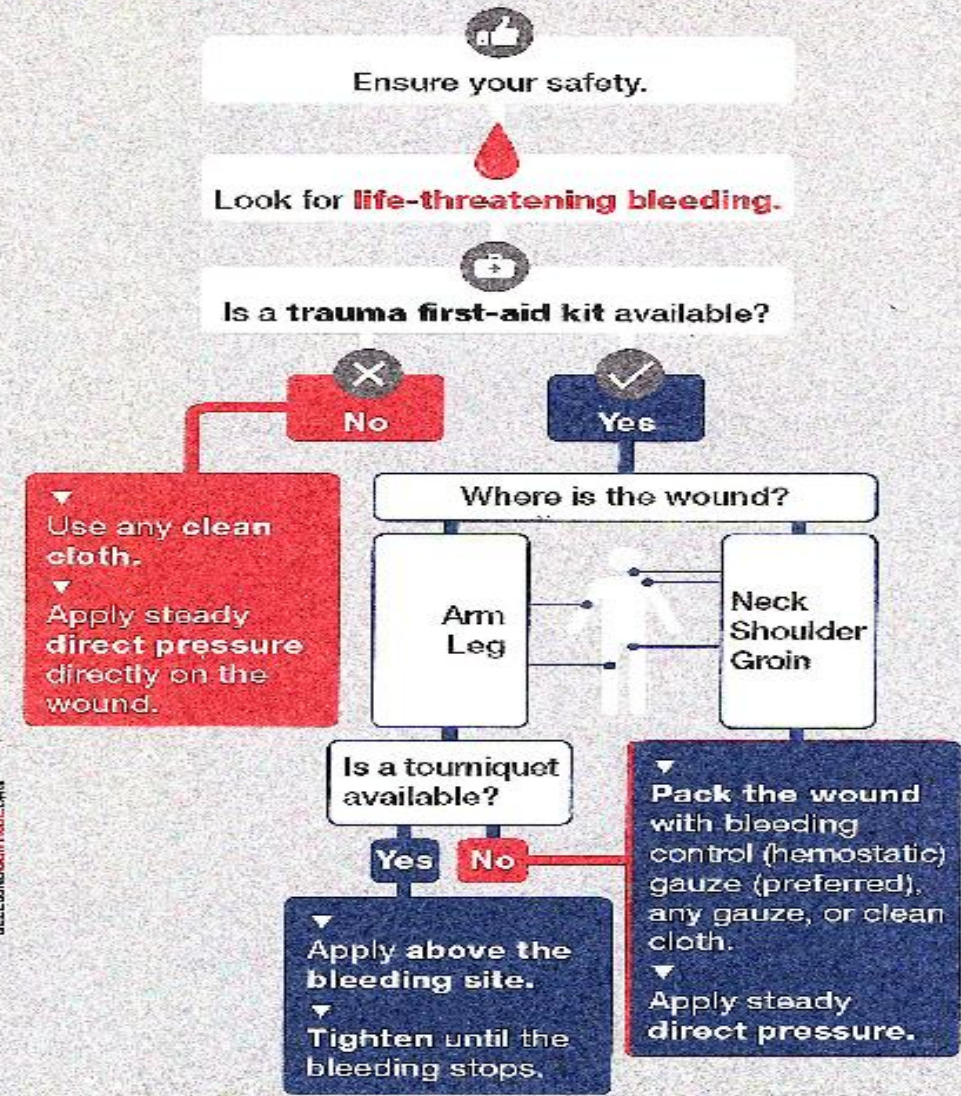 Ensure your safety.
Look for life-threatening bleeding.
Is a trauma first-aid kit available?
No
Yes
Use any clean
cloth.
Apply steady
direct pressure
directly on the
wound.
Where is the wound?
Arm
Leg
Neck
Shoulder
Groin
Is a tourniquet
available?
Yes
No
Apply above the
bleeding site.
Tighten until the
bleeding stops.
Pack the wound
with bleeding
control (hemostatic)
gauze (preferred),
any gauze, or clean
cloth.
Apply steady
direct pressure.